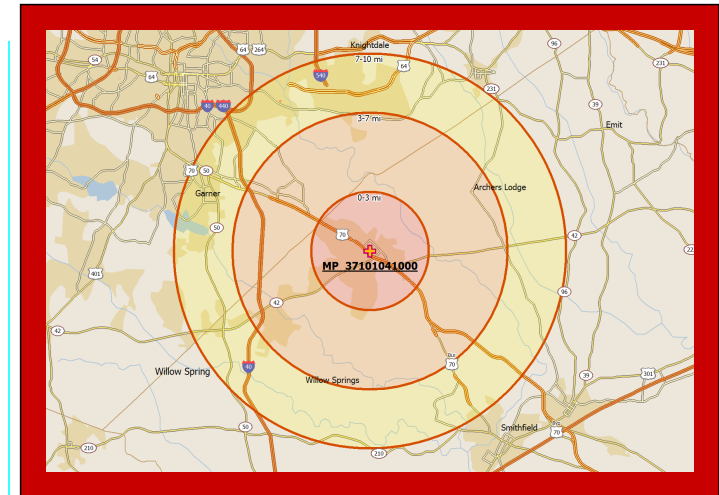 Knightdale
7-10 mi
96
64
264
54
64
231
540
64
231
40
440
39
Emit
3-7 mi
70
50
Archers Lodge
Garner
0-3 mi
50
70
42
22
MP_37101041000
401
96
42
42
70
40
Willow Spring
Willow Springs
39
301
50
Smithfield
70
210
210